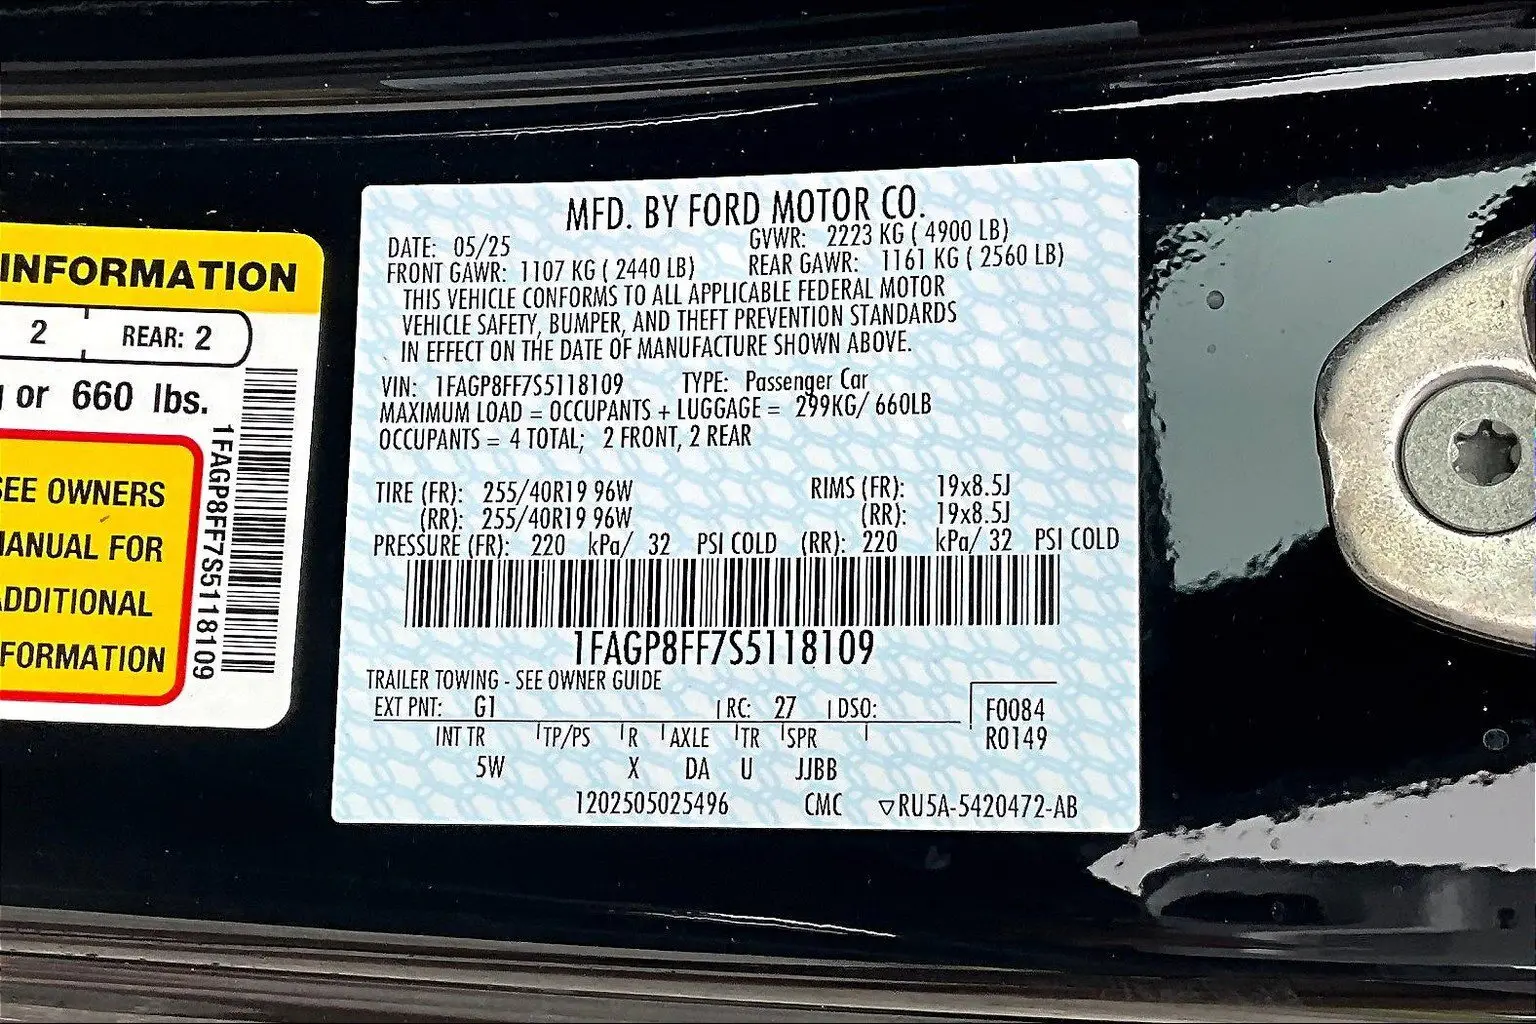 INFORMATION
2 REAR: 2
or 660 lbs.
SEE OWNERS
MANUAL FOR
ADDITIONAL
INFORMATION
1FAGP8FF7S5118109
MFD. BY FORD MOTOR CO.
DATE: 05/25 GVWR: 2223 KG ( 4900 LB)
FRONT GAWR: 1107 KG ( 2440 LB) REAR GAWR: 1161 KG ( 2560 LB)
THIS VEHICLE CONFORMS TO ALL APPLICABLE FEDERAL MOTOR
VEHICLE SAFETY, BUMPER, AND THEFT PREVENTION STANDARDS
IN EFFECT ON THE DATE OF MANUFACTURE SHOWN ABOVE.
VIN: 1FAGP8FF7S5118109 TYPE: Passenger Car
MAXIMUM LOAD = OCCUPANTS + LUGGAGE = 299KG/ 660LB
OCCUPANTS = 4 TOTAL; 2 FRONT, 2 REAR
TIRE (FR): 255/40R19 96W RIMS (FR): 19x8.5J
(RR): 255/40R19 96W (RR): 19x8.5J
PRESSURE (FR): 220 kPa/ 32 PSI COLD (RR): 220 kPa/ 32 PSI COLD
1FAGP8FF7S5118109
TRAILER TOWING - SEE OWNER GUIDE
EXT PNT: G1 RC: 27 DSO: F0084
INT TR TP/PS R AXLE TR SPR R0149
5W X DA U JJBB
1202505025496 CMC ▽RU5A-5420472-AB